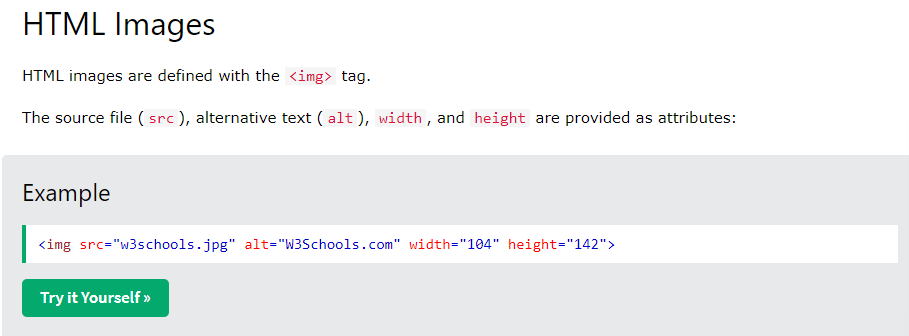 HTML Images
HTML images are defined with the <img> tag.
The source file (src), alternative text (alt), width, and height are provided as attributes:
Example
<img src="w3schools.jpg" alt="W3Schools.com" width="104" height="142">
Try it Yourself »